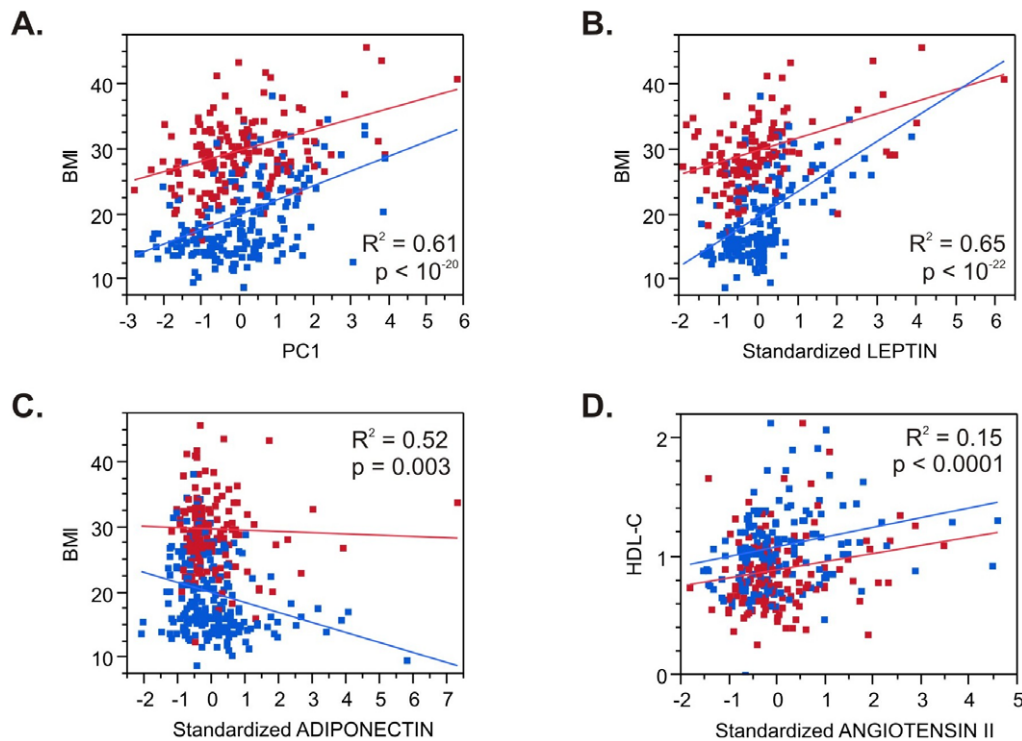 A.
BMI
40
30
20
10
R² = 0.61
p < 10⁻²⁰
-3 -2 -1 0 1 2 3 4 5 6
PC1
B.
BMI
40
30
20
10
R² = 0.65
p < 10⁻²²
-2 -1 0 1 2 3 4 5 6
Standardized LEPTIN
C.
BMI
40
30
20
10
R² = 0.52
p = 0.003
-2 -1 0 1 2 3 4 5 6 7
Standardized ADIPONECTIN
D.
HDL-C
2
1
0
R² = 0.15
p < 0.0001
-2 -1 0 1 2 3 4 5
Standardized ANGIOTENSIN II